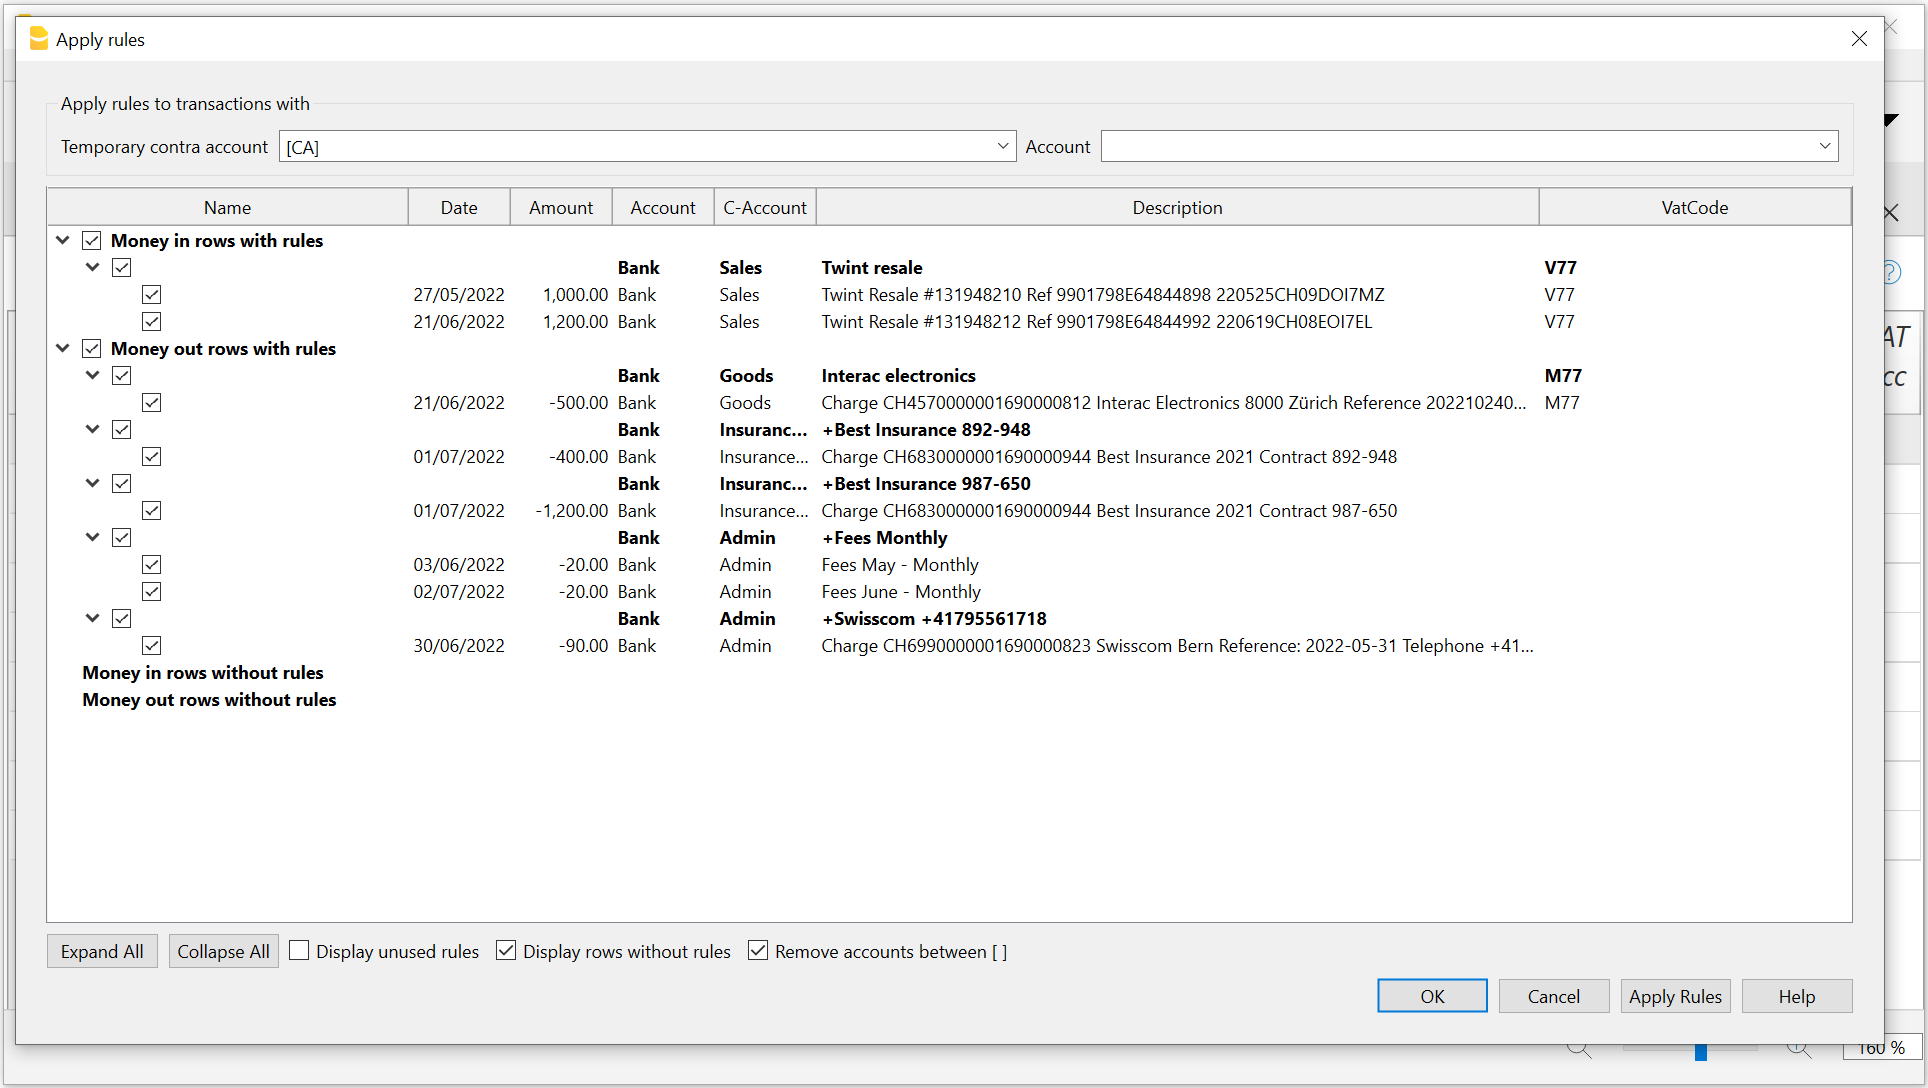 Apply rules
Apply rules to transactions with
Temporary contra account [CA] Account
Name Date Amount Account C-Account Description VatCode
Money in rows with rules
Bank Sales Twint resale V77
27/05/2022 1,000.00 Bank Sales Twint Resale #131948210 Ref 9901798E64844898 220525CH09DOI7MZ V77
21/06/2022 1,200.00 Bank Sales Twint Resale #131948212 Ref 9901798E64844992 220619CH08EOI7EL V77
Money out rows with rules
Bank Goods Interac electronics M77
21/06/2022 -500.00 Bank Goods Charge CH4570000001690000812 Interac Electronics 8000 Zürich Reference 202210240... M77
Bank Insuranc... +Best Insurance 892-948
01/07/2022 -400.00 Bank Insurance... Charge CH6830000001690000944 Best Insurance 2021 Contract 892-948
Bank Insuranc... +Best Insurance 987-650
01/07/2022 -1,200.00 Bank Insurance... Charge CH6830000001690000944 Best Insurance 2021 Contract 987-650
Bank Admin +Fees Monthly
03/06/2022 -20.00 Bank Admin Fees May - Monthly
02/07/2022 -20.00 Bank Admin Fees June - Monthly
Bank Admin +Swisscom +41795561718
30/06/2022 -90.00 Bank Admin Charge CH6990000001690000823 Swisscom Bern Reference: 2022-05-31 Telephone +41...
Money in rows without rules
Money out rows without rules
Expand All Collapse All Display unused rules Display rows without rules Remove accounts between [ ]
OK Cancel Apply Rules Help
160 %